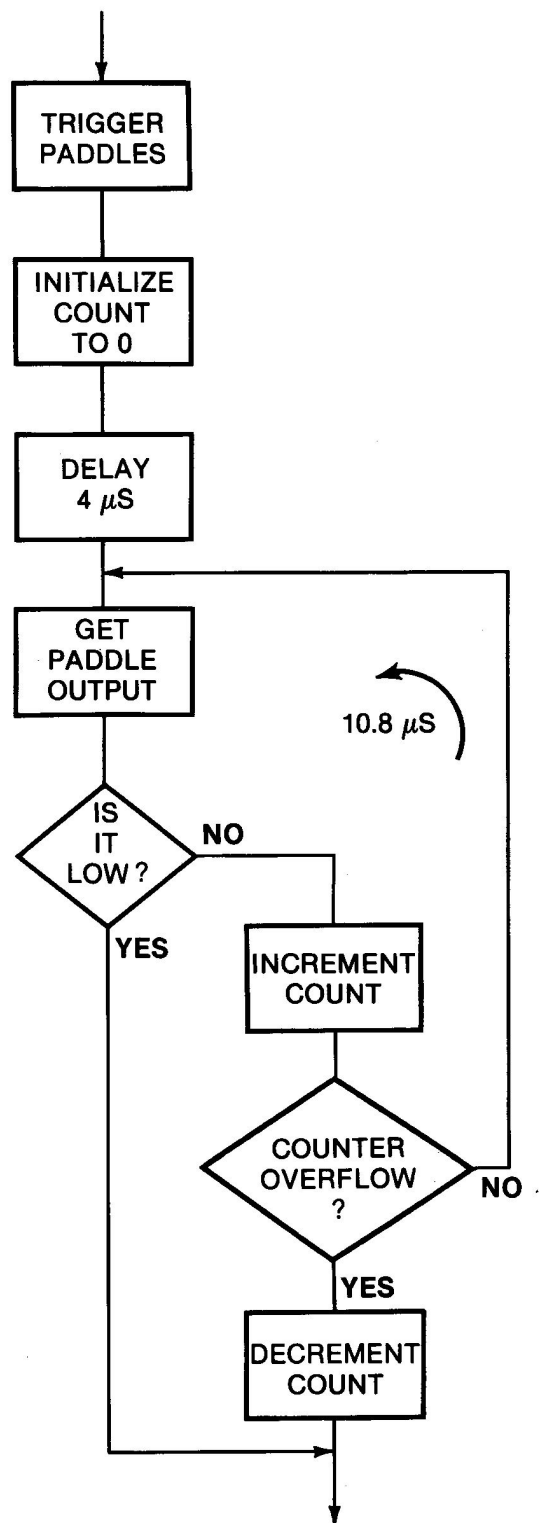 TRIGGER
PADDLES
INITIALIZE
COUNT
TO 0
DELAY
4 μS
GET
PADDLE
OUTPUT
10.8 μS
IS
IT
LOW?
NO
YES
INCREMENT
COUNT
COUNTER
OVERFLOW
?
NO
YES
DECREMENT
COUNT